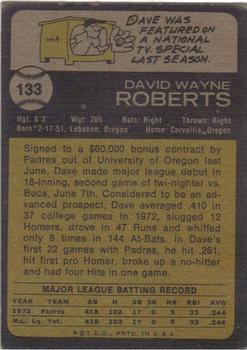 DAVE WAS
FEATURED ON
A NATIONAL
T.V. SPECIAL
LAST SEASON.
133
DAVID WAYNE
ROBERTS
Hgt: 6'3 Wgt: 205 Bats: Right Throws: Right
Born: 2-17-51, Lebanon, Oregon Home: Corvallis, Oregon
Signed to a $60,000 bonus contract by
Padres out of University of Oregon last
June, Dave made major league debut in
18-inning, second game of twi-nighter, vs.
Bucs, June 7th. Considered to be an ad-
vanced prospect, Dave averaged .410 in
37 college games in 1972, slugged 12
Homers, drove in 47 Runs and whiffed
only 9 times in 144 At-Bats. In Dave's
first 22 games with Padres, he hit .261,
hit first pro Homer, broke up a no-hitter
and had four Hits in one game.
MAJOR LEAGUE BATTING RECORD
YEAR TEAM AB H 2B 3B HR RBI AVG.
1972 Padres 418 102 17 0 5 33 .244
Maj. Lg. Tot. 418 102 17 0 5 33 .244
© T.C.G. PRTD. IN U.S.A.